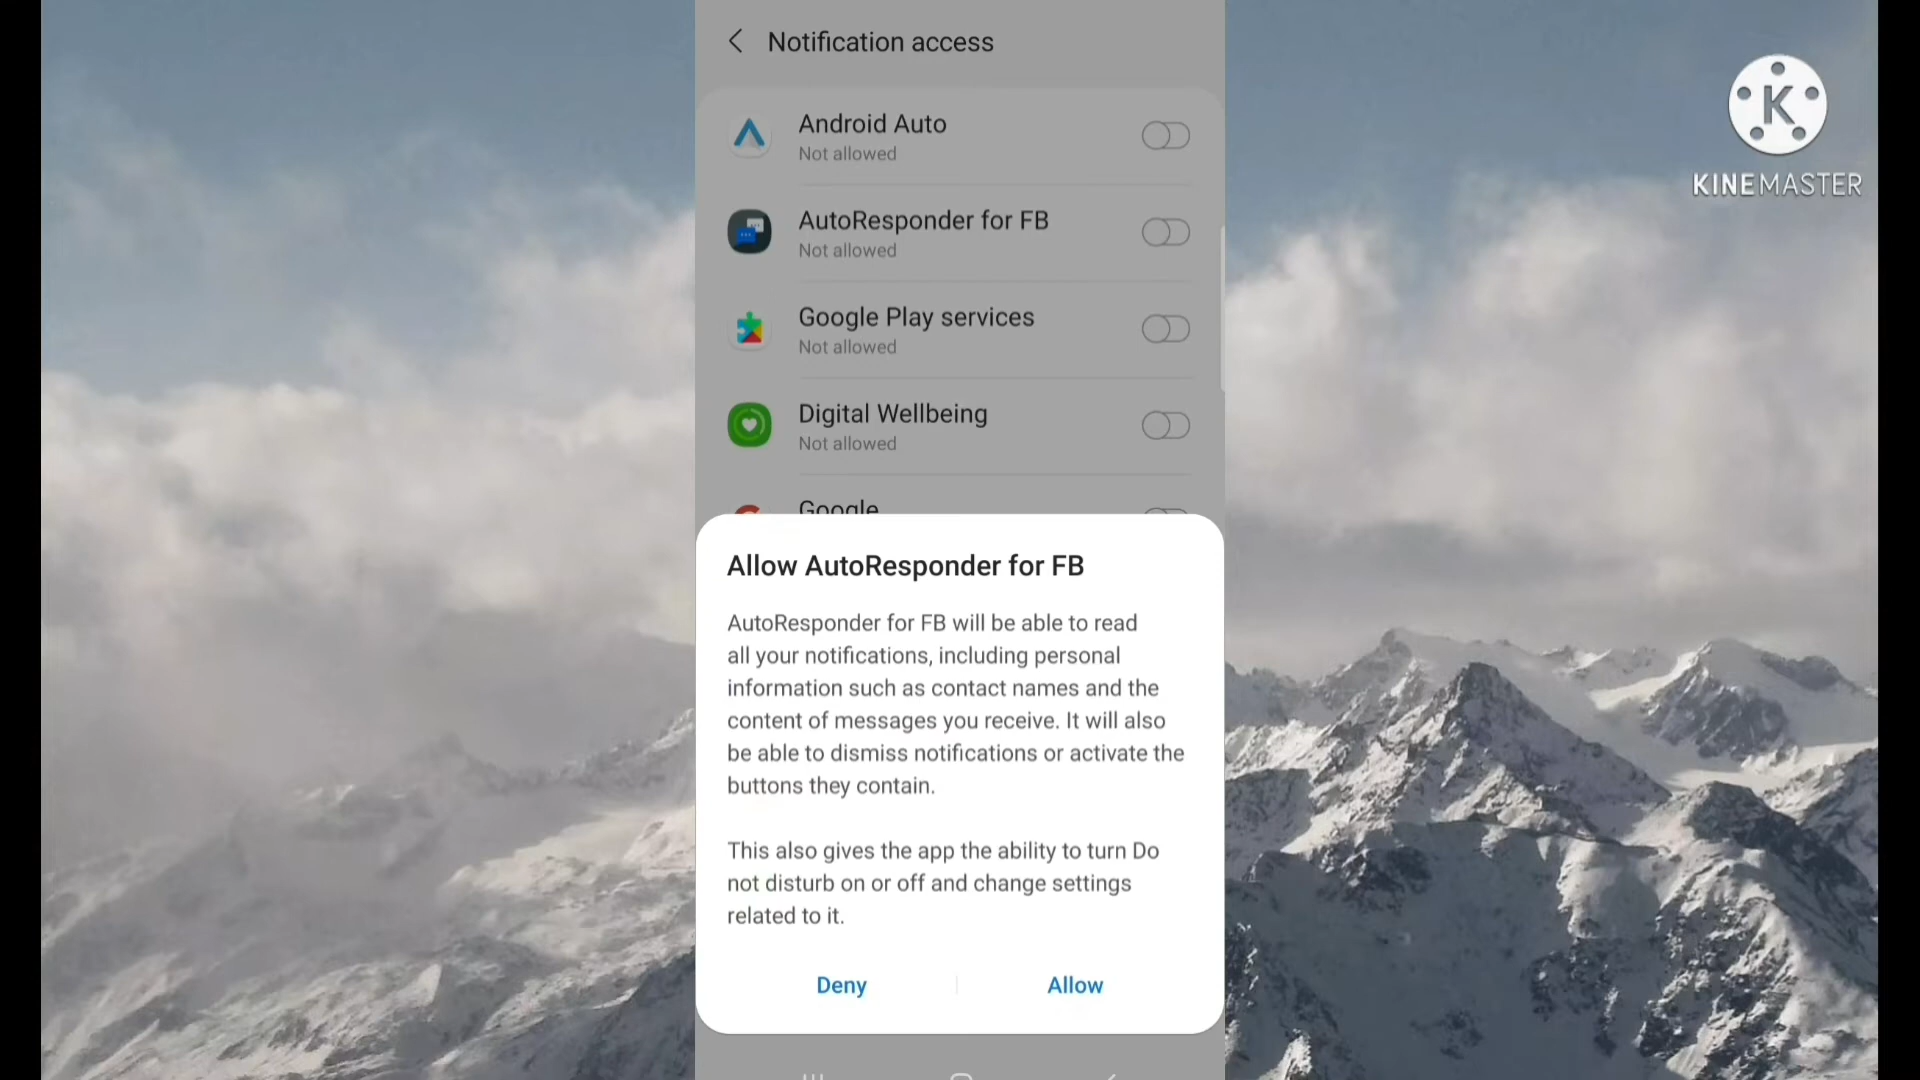 Notification access
KINEMASTER
Android Auto
Not allowed
AutoResponder for FB
Not allowed
Google Play services
Not allowed
Digital Wellbeing
Not allowed
Google
Allow AutoResponder for FB
AutoResponder for FB will be able to read
all your notifications, including personal
information such as contact names and the
content of messages you receive. It will also
be able to dismiss notifications or activate the
buttons they contain.
This also gives the app the ability to turn Do
not disturb on or off and change settings
related to it.
Deny
Allow